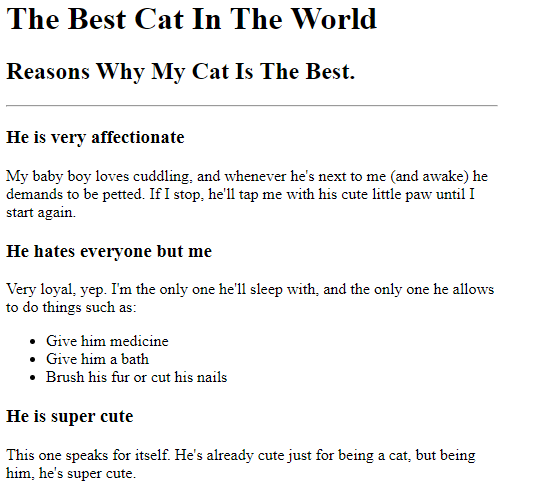 The Best Cat In The World
Reasons Why My Cat Is The Best.
He is very affectionate
My baby boy loves cuddling, and whenever he's next to me (and awake) he
demands to be petted. If I stop, he'll tap me with his cute little paw until I
start again.
He hates everyone but me
Very loyal, yep. I'm the only one he'll sleep with, and the only one he allows
to do things such as:
• Give him medicine
• Give him a bath
• Brush his fur or cut his nails
He is super cute
This one speaks for itself. He's already cute just for being a cat, but being
him, he's super cute.